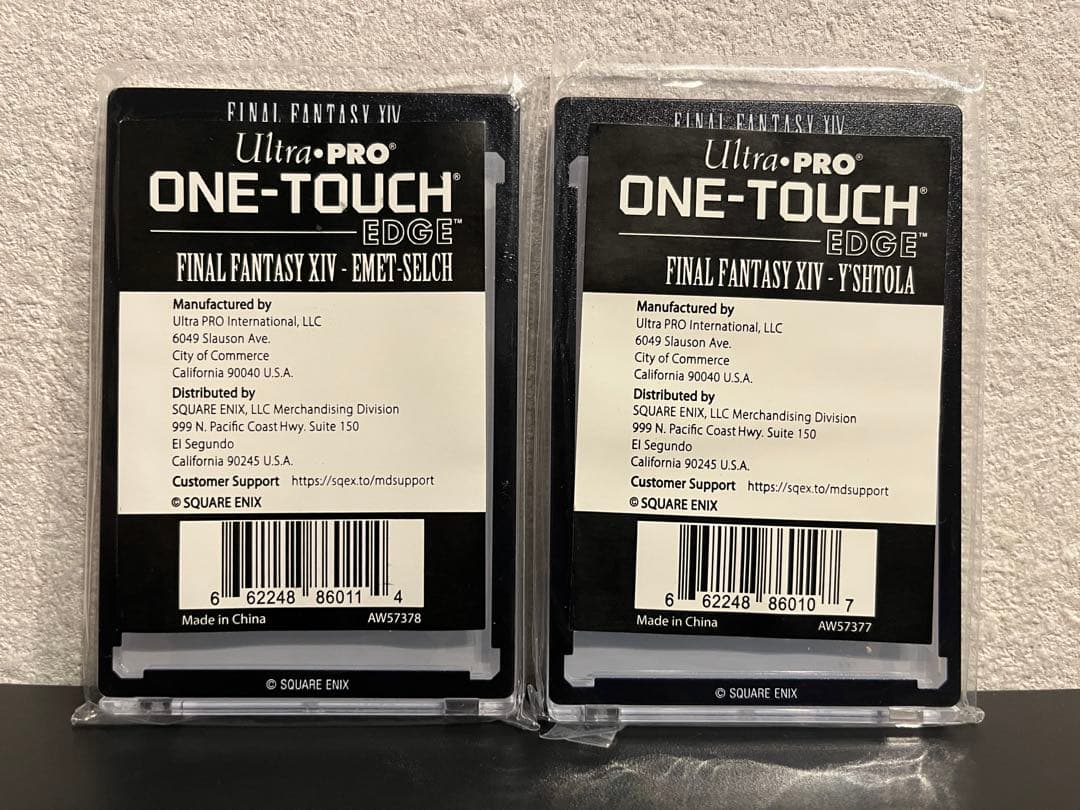 FINAL FANTASY XIV
Ultra•PRO®
ONE-TOUCH®
EDGE™
FINAL FANTASY XIV - EMET-SELCH
Manufactured by
Ultra PRO International, LLC
6049 Slauson Ave.
City of Commerce
California 90040 U.S.A.
Distributed by
SQUARE ENIX, LLC Merchandising Division
999 N. Pacific Coast Hwy. Suite 150
El Segundo
California 90245 U.S.A.
Customer Support https://sqex.to/mdsupport
© SQUARE ENIX
6 62248 86011 4
Made in China AW57378
© SQUARE ENIX
FINAL FANTASY XIV
Ultra•PRO®
ONE-TOUCH®
EDGE™
FINAL FANTASY XIV - Y'SHTOLA
Manufactured by
Ultra PRO International, LLC
6049 Slauson Ave.
City of Commerce
California 90040 U.S.A.
Distributed by
SQUARE ENIX, LLC Merchandising Division
999 N. Pacific Coast Hwy. Suite 150
El Segundo
California 90245 U.S.A.
Customer Support https://sqex.to/mdsupport
© SQUARE ENIX
6 62248 86010 7
Made in China AW57377
© SQUARE ENIX